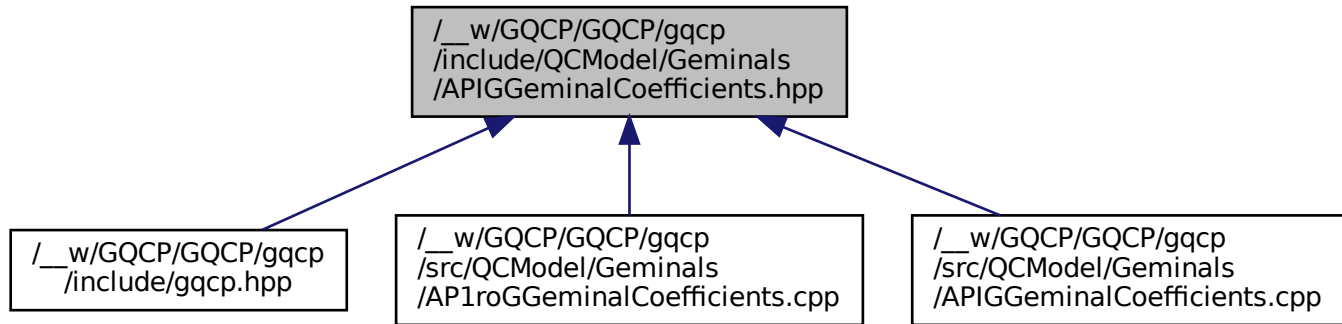 /__w/GQCP/GQCP/gqcp
/include/QCModel/Geminals
/APIGGeminalCoefficients.hpp
/__w/GQCP/GQCP/gqcp
/include/gqcp.hpp
/__w/GQCP/GQCP/gqcp
/src/QCModel/Geminals
/AP1roGGeminalCoefficients.cpp
/__w/GQCP/GQCP/gqcp
/src/QCModel/Geminals
/APIGGeminalCoefficients.cpp